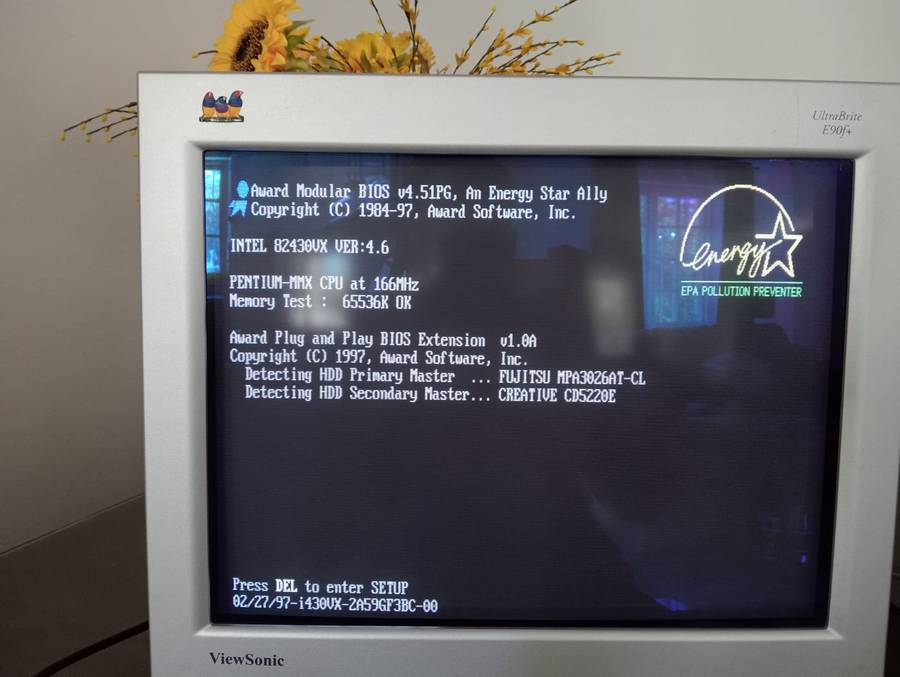 UltraBrite
E90f+
Award Modular BIOS v4.51PG, An Energy Star Ally
Copyright (C) 1984-97, Award Software, Inc.
INTEL 82430VX VER:4.6
energy
EPA POLLUTION PREVENTER
PENTIUM-MMX CPU at 166MHz
Memory Test :  65536K OK
Award Plug and Play BIOS Extension  v1.0A
Copyright (C) 1997, Award Software, Inc.
Detecting HDD Primary Master  ... FUJITSU MPA3026AT-CL
Detecting HDD Secondary Master... CREATIVE CD5220E
Press DEL to enter SETUP
02/27/97-i430VX-2A59GF3BC-00
ViewSonic